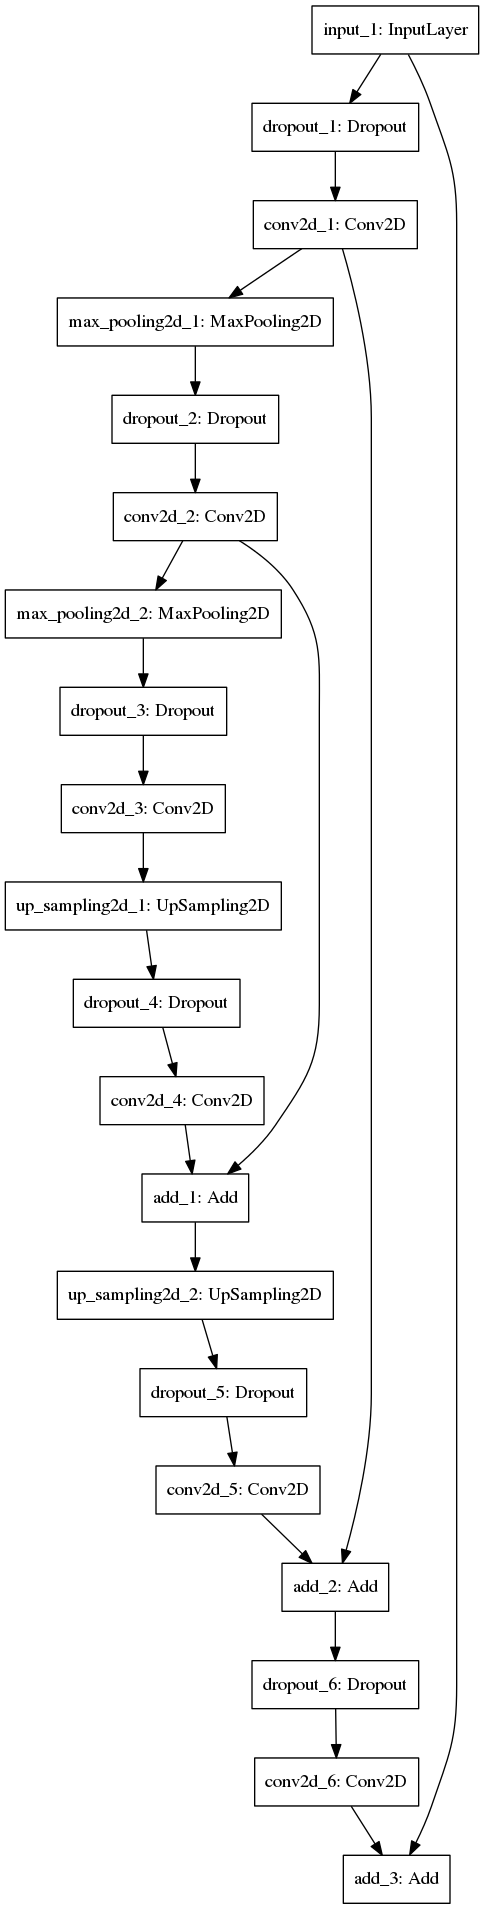 input_1: InputLayer
dropout_1: Dropout
conv2d_1: Conv2D
max_pooling2d_1: MaxPooling2D
dropout_2: Dropout
conv2d_2: Conv2D
max_pooling2d_2: MaxPooling2D
dropout_3: Dropout
conv2d_3: Conv2D
up_sampling2d_1: UpSampling2D
dropout_4: Dropout
conv2d_4: Conv2D
add_1: Add
up_sampling2d_2: UpSampling2D
dropout_5: Dropout
conv2d_5: Conv2D
add_2: Add
dropout_6: Dropout
conv2d_6: Conv2D
add_3: Add